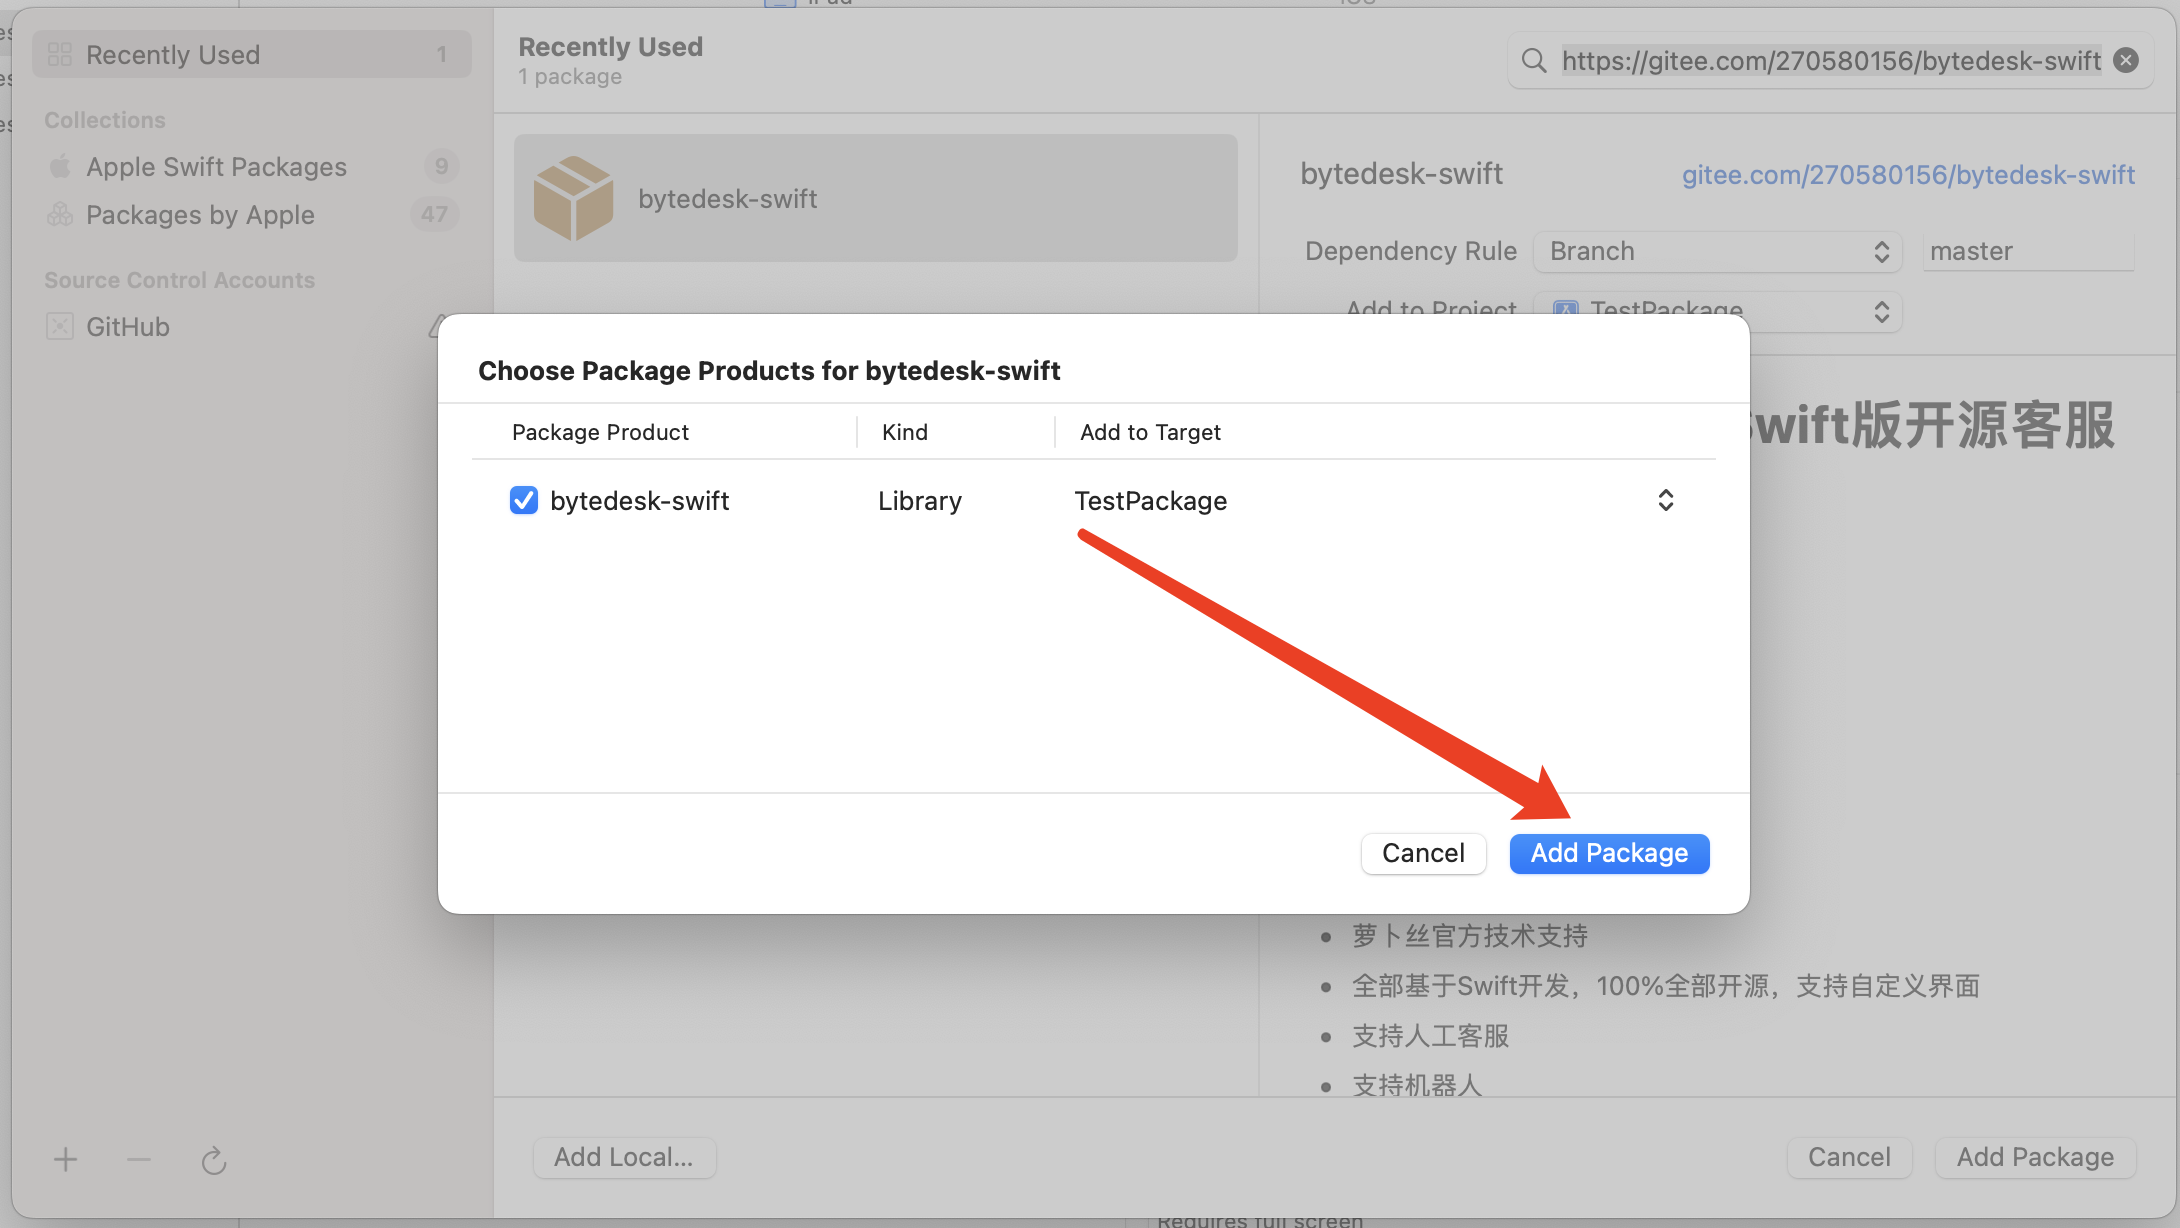 iPad
iOS
Recently Used 1
Collections
Apple Swift Packages 9
Packages by Apple 47
Source Control Accounts
GitHub
Recently Used
1 package
https://gitee.com/270580156/bytedesk-swift
bytedesk-swift
bytedesk-swift gitee.com/270580156/bytedesk-swift
Dependency Rule Branch master
Add to Project TestPackage
Choose Package Products for bytedesk-swift
Package Product Kind Add to Target
bytedesk-swift Library TestPackage
Cancel Add Package
Swift版开源客服
萝卜丝官方技术支持
全部基于Swift开发，100%全部开源，支持自定义界面
支持人工客服
支持机器人
Add Local... Cancel Add Package
Requires full screen